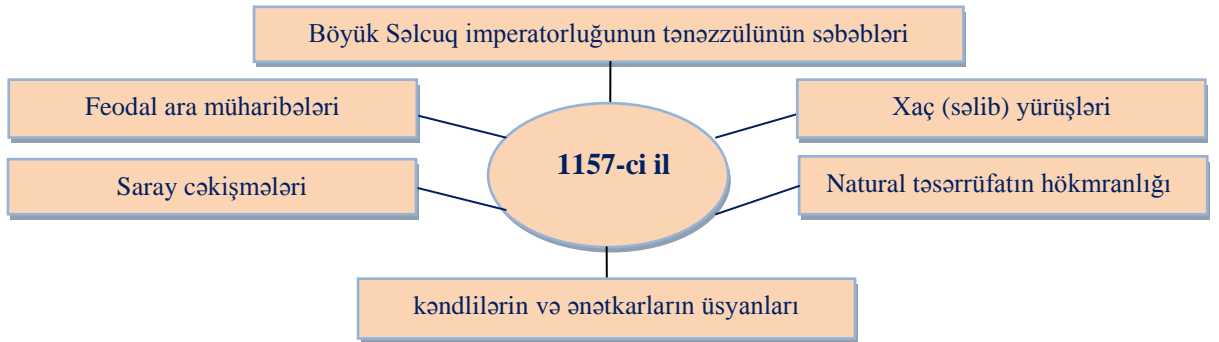 Böyük Səlcuq imperatorluğunun tənəzzülünün səbəbləri
Feodal ara müharibələri
Xaç (səlib) yürüşləri
1157-ci il
Saray cəkişmələri
Natural təsərrüfatın hökmranlığı
kəndlilərin və ənətkarların üsyanları